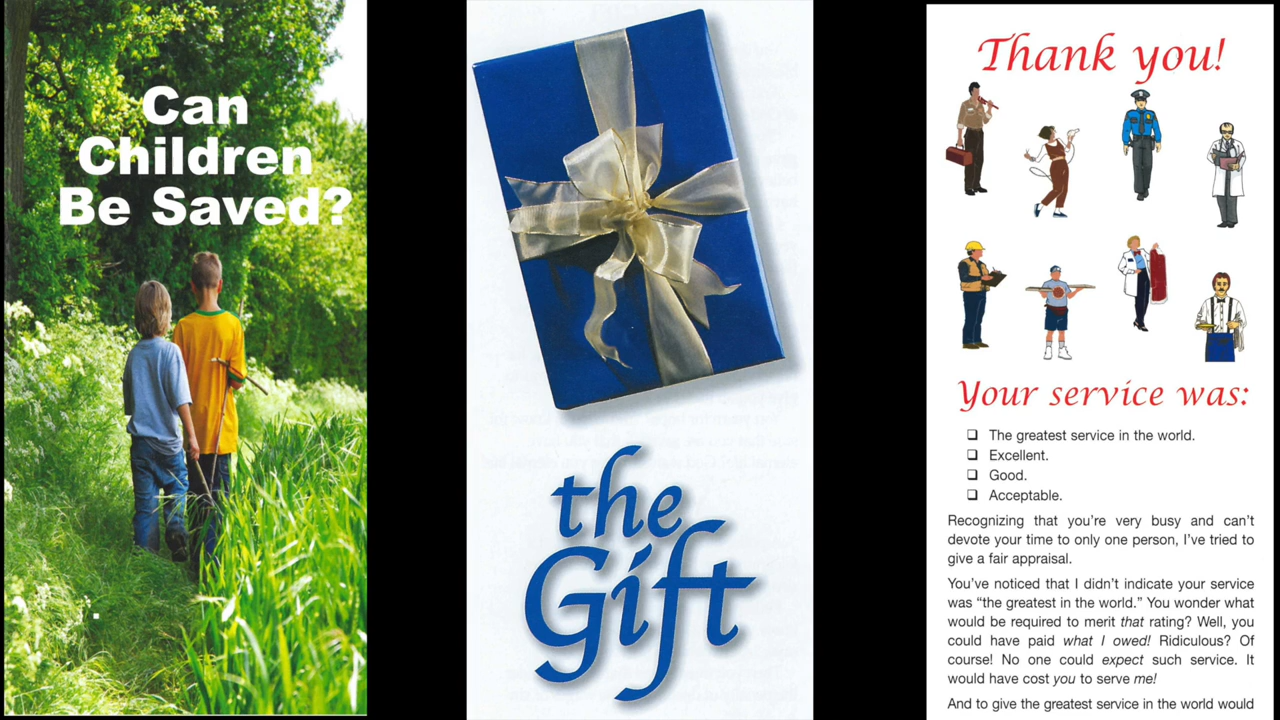 Can
Children
Be Saved?
the
Gift
Thank you!
Your service was:
❑ The greatest service in the world.
❑ Excellent.
❑ Good.
❑ Acceptable.
Recognizing that you're very busy and can't
devote your time to only one person, I've tried to
give a fair appraisal.
You've noticed that I didn't indicate your service
was “the greatest in the world.” You wonder what
would be required to merit that rating? Well, you
could have paid what I owed! Ridiculous? Of
course! No one could expect such service. It
would have cost you to serve me!
And to give the greatest service in the world would